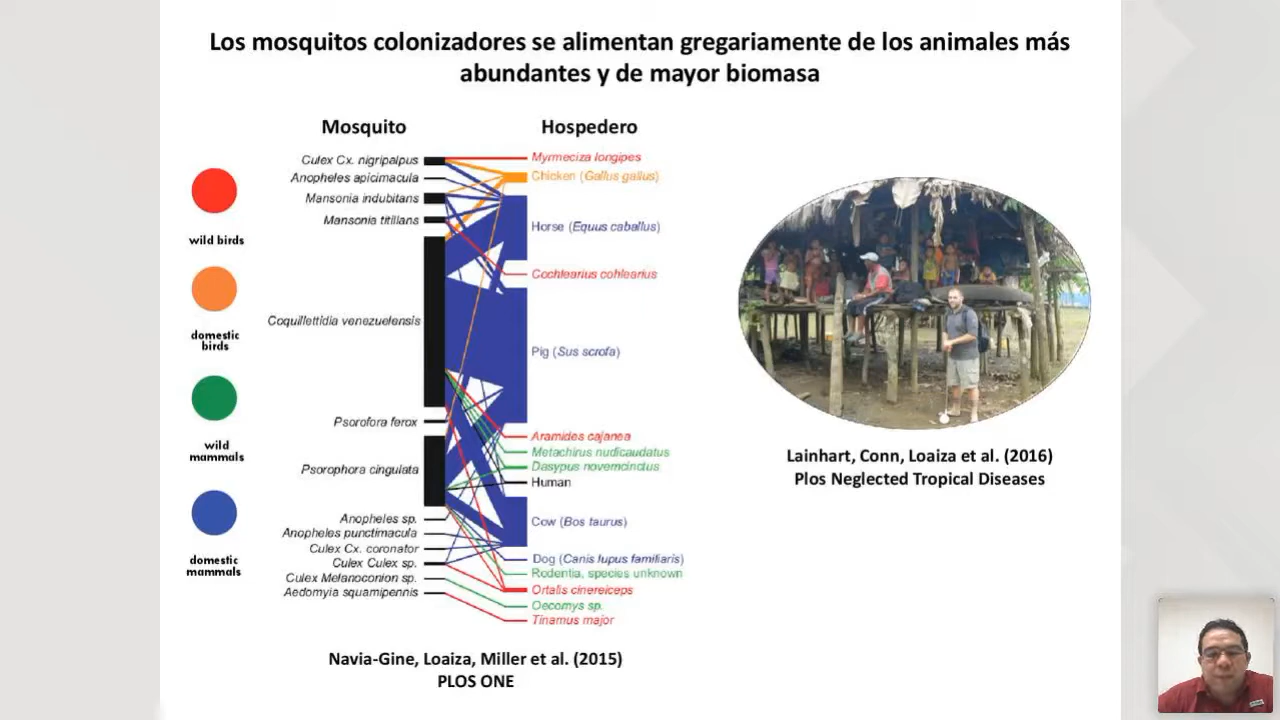 Los mosquitos colonizadores se alimentan gregariamente de los animales más
abundantes y de mayor biomasa
Mosquito
Hospedero
wild birds
domestic
birds
wild
mammals
domestic
mammals
Culex Cx. nigripalpus
Anopheles apicimacula
Mansonia indubitans
Mansonia titillans
Coquillettidia venezuelensis
Psorofora ferox
Psorophora cingulata
Anopheles sp.
Anopheles punctimacula
Culex Cx. coronator
Culex Culex sp.
Culex Melanoconion sp.
Aedomyia squamipennis
Myrmeciza longipes
Chicken (Gallus gallus)
Horse (Equus caballus)
Cochlearius cohlearius
Pig (Sus scrofa)
Aramides cajanea
Metachirus nudicaudatus
Dasypus novemcinctus
Human
Cow (Bos taurus)
Dog (Canis lupus familiaris)
Rodentia, species unknown
Ortalis cinereiceps
Oecomys sp.
Tinamus major
Navia-Gine, Loaiza, Miller et al. (2015)
PLOS ONE
Lainhart, Conn, Loaiza et al. (2016)
Plos Neglected Tropical Diseases